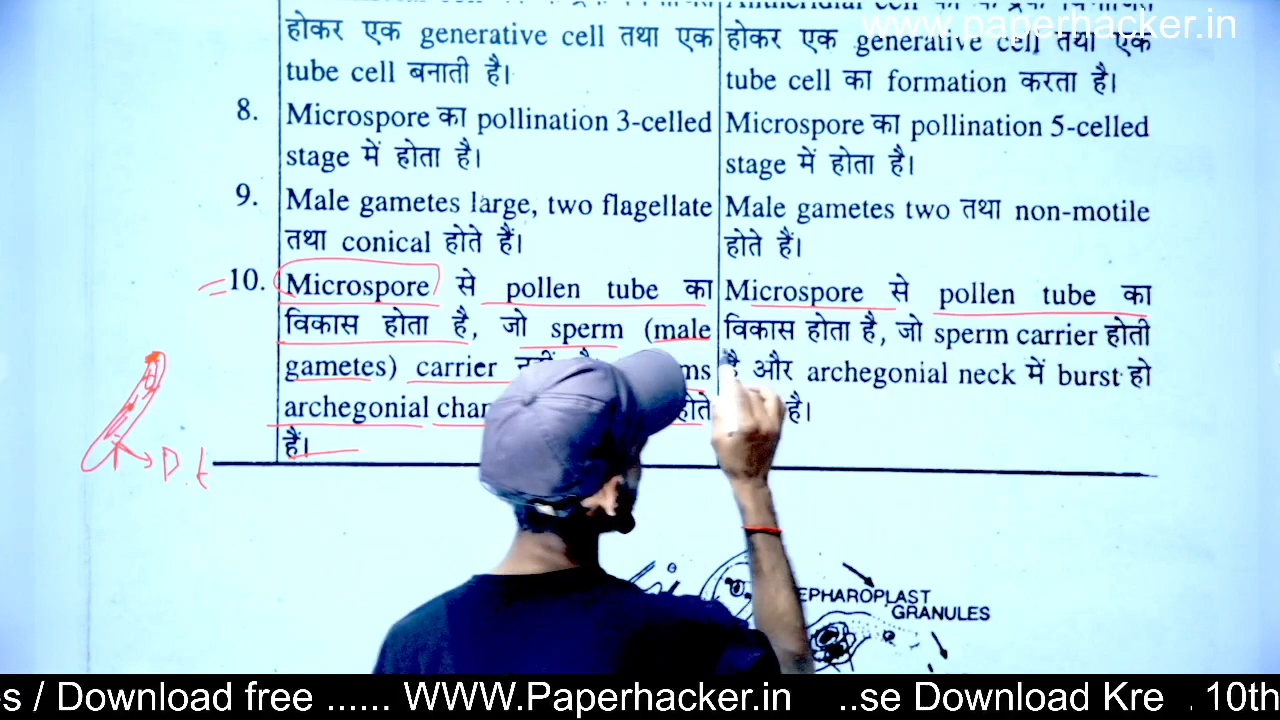 www.paperhacker.in
होकर एक generative cell तथा एक
tube cell बनाती है।
होकर एक generative cell तथा एक
tube cell का formation करता है।
8.
Microspore का pollination 3-celled
stage में होता है।
Microspore का pollination 5-celled
stage में होता है।
9.
Male gametes large, two flagellate
तथा conical होते हैं।
Male gametes two तथा non-motile
होते हैं।
10.
Microspore से pollen tube का
विकास होता है, जो sperm (male
gametes) carrier
archegonial
हैं।
Microspore से pollen tube का
विकास होता है, जो sperm carrier होती
है और archegonial neck में burst हो
है।
D.t
GRANULES
/ Download free ...... WWW.Paperhacker.in ..se Download Kre . 10th